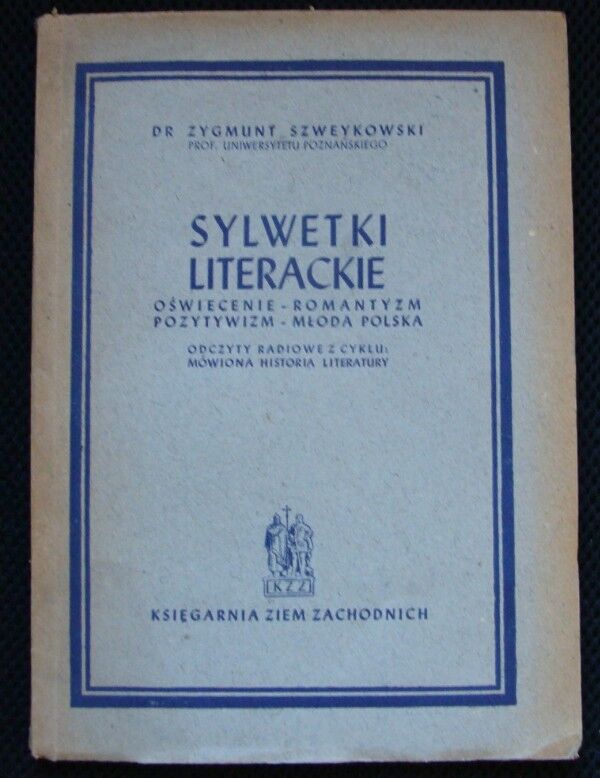 DR ZYGMUNT SZWEYKOWSKI
PROF. UNIWERSYTETU POZNAŃSKIEGO
SYLWETKI
LITERACKIE
OŚWIECENIE - ROMANTYZM
POZYTYWIZM - MŁODA POLSKA
ODCZYTY RADIOWE Z CYKLU:
MÓWIONA HISTORIA LITERATURY
KZZ
KSIĘGARNIA ZIEM ZACHODNICH